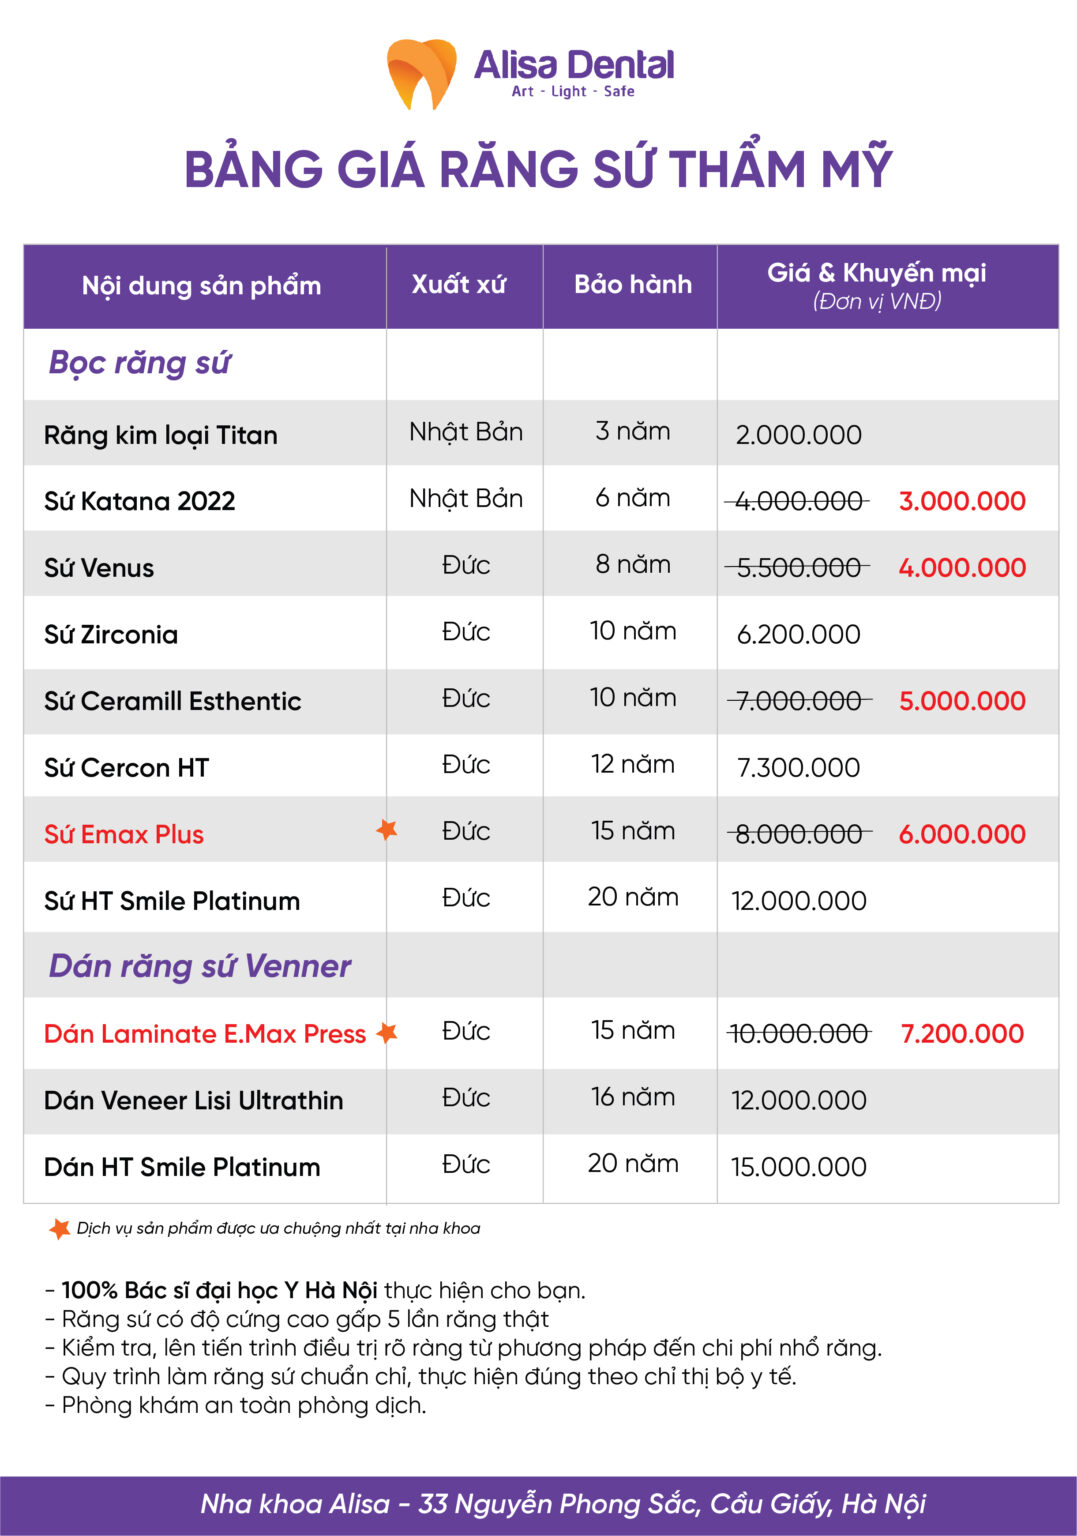 Alisa Dental
Art - Light - Safe
BẢNG GIÁ RĂNG SỨ THẨM MỸ
Nội dung sản phẩm Xuất xứ Bảo hành Giá & Khuyến mại
(Đơn vị VNĐ)
Bọc răng sứ
Răng kim loại Titan Nhật Bản 3 năm 2.000.000
Sứ Katana 2022 Nhật Bản 6 năm 4.000.000 3.000.000
Sứ Venus Đức 8 năm 5.500.000 4.000.000
Sứ Zirconia Đức 10 năm 6.200.000
Sứ Ceramill Esthentic Đức 10 năm 7.000.000 5.000.000
Sứ Cercon HT Đức 12 năm 7.300.000
Sứ Emax Plus Đức 15 năm 8.000.000 6.000.000
Sứ HT Smile Platinum Đức 20 năm 12.000.000
Dán răng sứ Venner
Dán Laminate E.Max Press Đức 15 năm 10.000.000 7.200.000
Dán Veneer Lisi Ultrathin Đức 16 năm 12.000.000
Dán HT Smile Platinum Đức 20 năm 15.000.000
Dịch vụ sản phẩm được ưa chuộng nhất tại nha khoa
- 100% Bác sĩ đại học Y Hà Nội thực hiện cho bạn.
- Răng sứ có độ cứng cao gấp 5 lần răng thật
- Kiểm tra, lên tiến trình điều trị rõ ràng từ phương pháp đến chi phí nhổ răng.
- Quy trình làm răng sứ chuẩn chỉ, thực hiện đúng theo chỉ thị bộ y tế.
- Phòng khám an toàn phòng dịch.
Nha khoa Alisa - 33 Nguyễn Phong Sắc, Cầu Giấy, Hà Nội